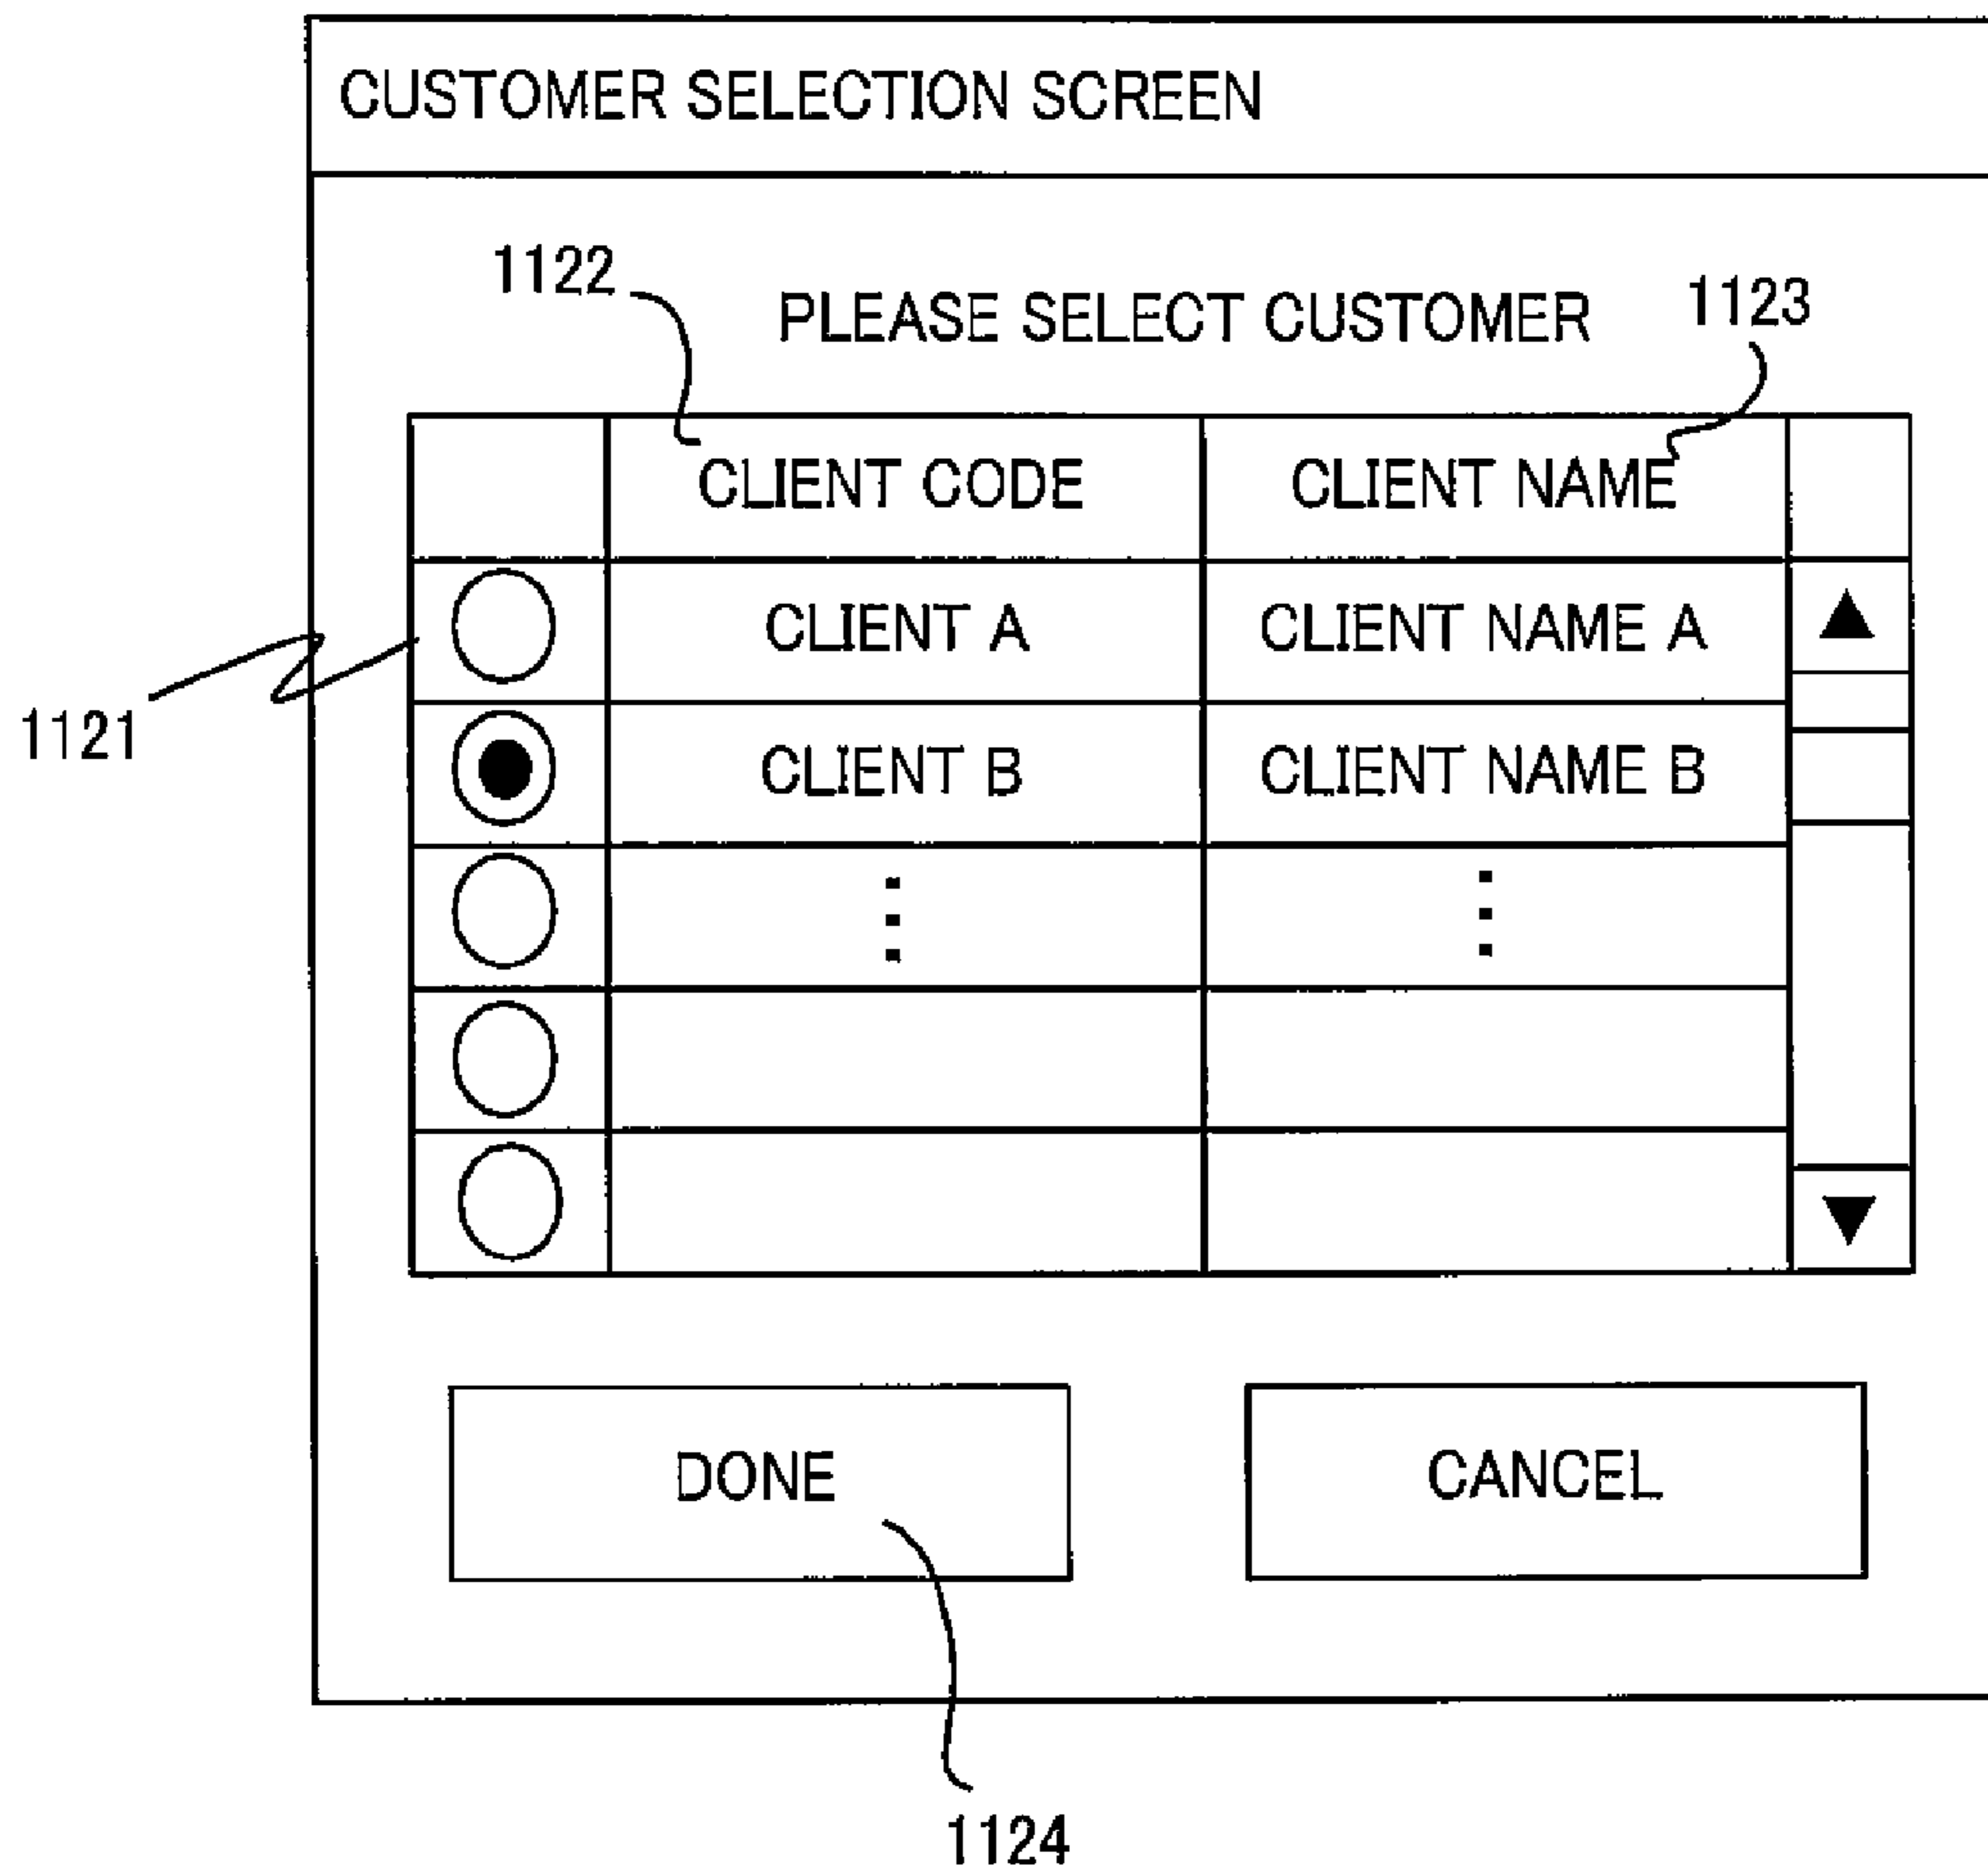 CUSTOMER SELECTION SCREEN
1122
PLEASE SELECT CUSTOMER
1123
CLIENT CODE CLIENT NAME
CLIENT A CLIENT NAME A
1121
CLIENT B CLIENT NAME B
DONE CANCEL
1124